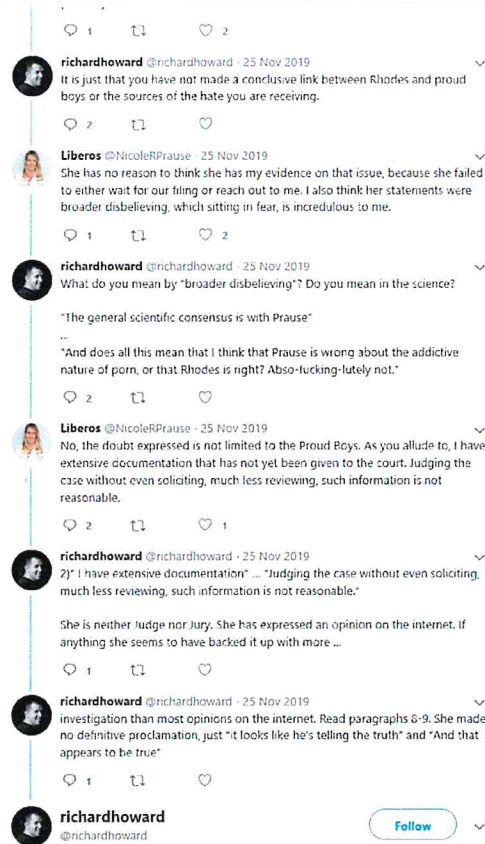 1 2
richardhoward @richardhoward · 25 Nov 2019
It is just that you have not made a conclusive link between Rhodes and proud
boys or the sources of the hate you are receiving.
2
Liberos @NicoleRPrause · 25 Nov 2019
She has no reason to think she has my evidence on that issue, because she failed
to either wait for our filing or reach out to me. I also think her statements were
broader disbelieving, which sitting in fear, is incredulous to me.
1 2
richardhoward @richardhoward · 25 Nov 2019
What do you mean by "broader disbelieving"? Do you mean in the science?
"The general scientific consensus is with Prause"
...
"And does all this mean that I think that Prause is wrong about the addictive
nature of porn, or that Rhodes is right? Abso-fucking-lutely not."
2
Liberos @NicoleRPrause · 25 Nov 2019
No, the doubt expressed is not limited to the Proud Boys. As you allude to, I have
extensive documentation that has not yet been given to the court. Judging the
case without even soliciting, much less reviewing, such information is not
reasonable.
2 1
richardhoward @richardhoward · 25 Nov 2019
2)" I have extensive documentation" ... "Judging the case without even soliciting,
much less reviewing, such information is not reasonable."
She is neither Judge nor Jury. She has expressed an opinion on the internet. If
anything she seems to have backed it up with more ...
1
richardhoward @richardhoward · 25 Nov 2019
investigation than most opinions on the internet. Read paragraphs 8-9. She made
no definitive proclamation, just "it looks like he's telling the truth" and "And that
appears to be true"
1
richardhoward
@richardhoward
Follow